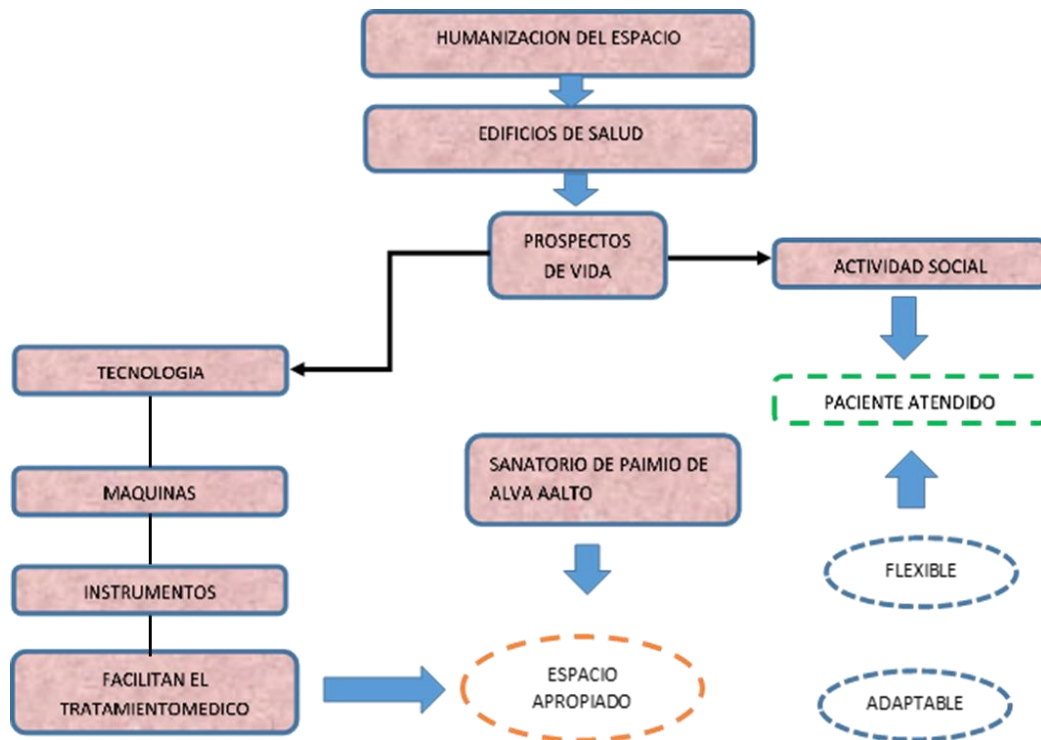 HUMANIZACION DEL ESPACIO
EDIFICIOS DE SALUD
PROSPECTOS
DE VIDA
ACTIVIDAD SOCIAL
TECNOLOGIA
PACIENTE ATENDIDO
SANATORIO DE PAIMIO DE
ALVA AALTO
MAQUINAS
FLEXIBLE
INSTRUMENTOS
FACILITAN EL
TRATAMIENTOMEDICO
ESPACIO
APROPIADO
ADAPTABLE